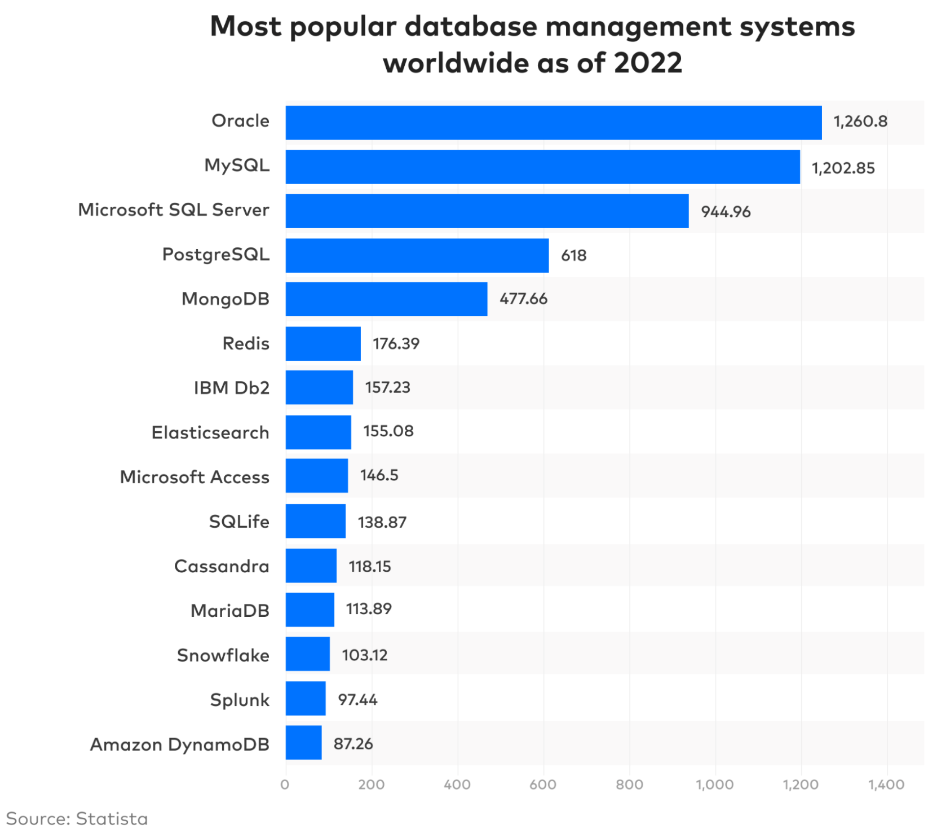 Most popular database management systems
worldwide as of 2022
Oracle 1,260.8
MySQL 1,202.85
Microsoft SQL Server 944.96
PostgreSQL 618
MongoDB 477.66
Redis 176.39
IBM Db2 157.23
Elasticsearch 155.08
Microsoft Access 146.5
SQLife 138.87
Cassandra 118.15
MariaDB 113.89
Snowflake 103.12
Splunk 97.44
Amazon DynamoDB 87.26
0 200 400 600 800 1,000 1,200 1,400
Source: Statista